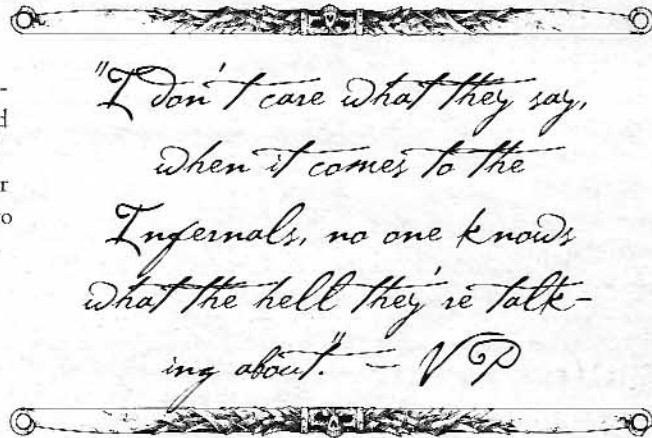 "I don't care what they say,
when it comes to the
Infernals, no one knows
what the hell they're talk-
ing about." – VP